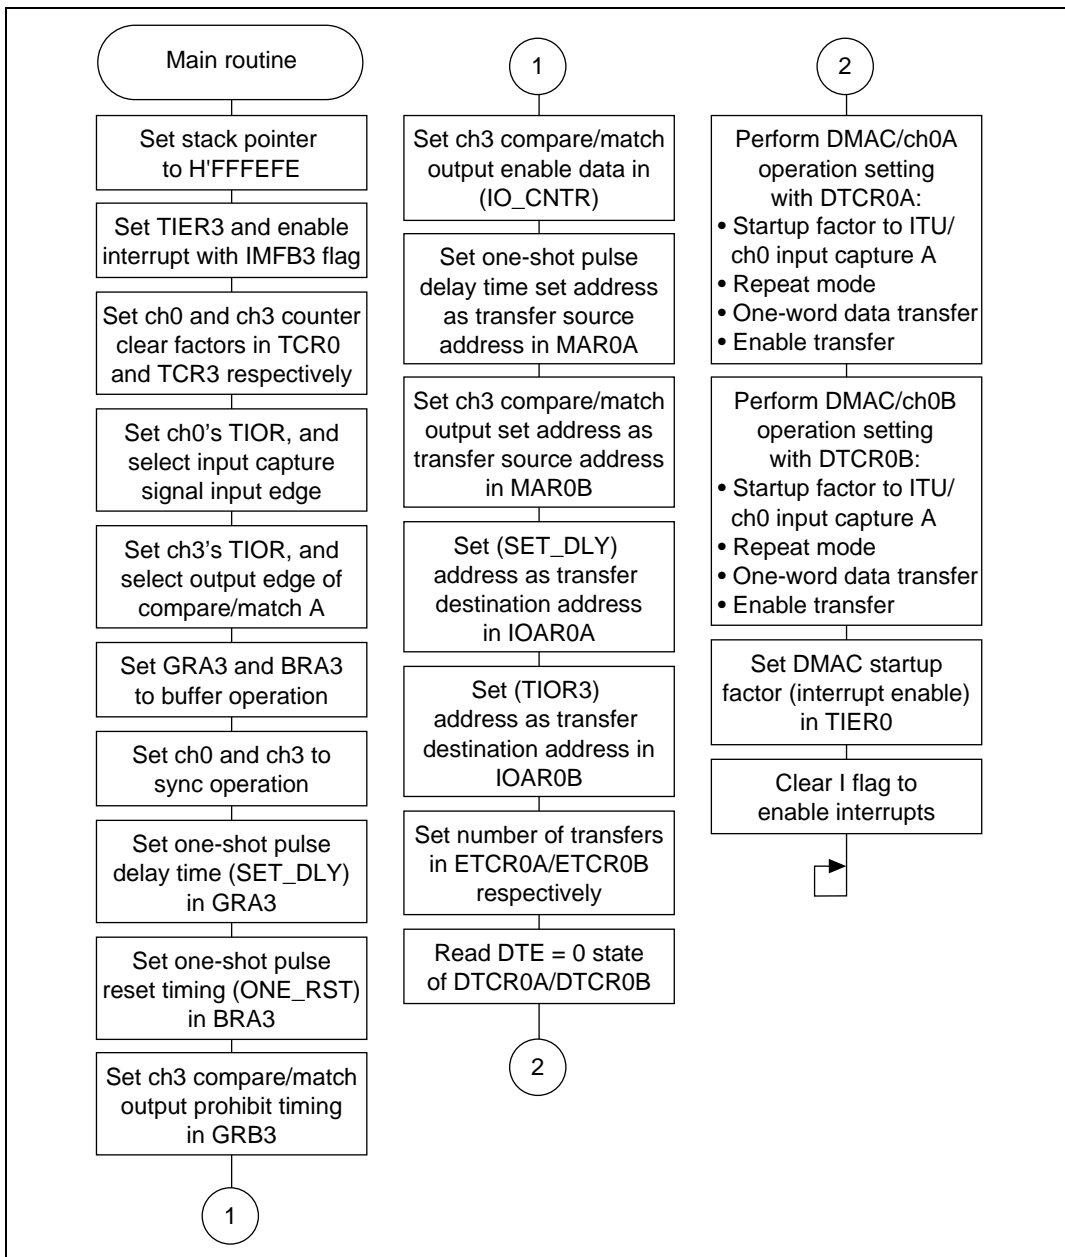 Main routine
Set stack pointer
to H'FFFEFE
Set TIER3 and enable
interrupt with IMFB3 flag
Set ch0 and ch3 counter
clear factors in TCR0
and TCR3 respectively
Set ch0's TIOR, and
select input capture
signal input edge
Set ch3's TIOR, and
select output edge of
compare/match A
Set GRA3 and BRA3
to buffer operation
Set ch0 and ch3 to
sync operation
Set one-shot pulse
delay time (SET_DLY)
in GRA3
Set one-shot pulse
reset timing (ONE_RST)
in BRA3
Set ch3 compare/match
output prohibit timing
in GRB3
1
1
Set ch3 compare/match
output enable data in
(IO_CNTR)
Set one-shot pulse
delay time set address
as transfer source
address in MAR0A
Set ch3 compare/match
output set address as
transfer source address
in MAR0B
Set (SET_DLY)
address as transfer
destination address
in IOAR0A
Set (TIOR3)
address as transfer
destination address in
IOAR0B
Set number of transfers
in ETCR0A/ETCR0B
respectively
Read DTE = 0 state
of DTCR0A/DTCR0B
2
2
Perform DMAC/ch0A
operation setting
with DTCR0A:
• Startup factor to ITU/
ch0 input capture A
• Repeat mode
• One-word data transfer
• Enable transfer
Perform DMAC/ch0B
operation setting
with DTCR0B:
• Startup factor to ITU/
ch0 input capture A
• Repeat mode
• One-word data transfer
• Enable transfer
Set DMAC startup
factor (interrupt enable)
in TIER0
Clear I flag to
enable interrupts